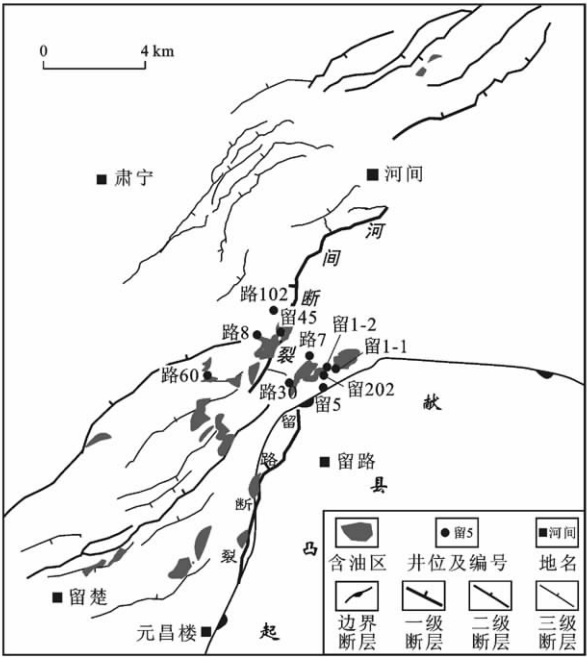 0 4 km
肃宁
河间
河间断裂
路102
留45
路8
路7
留1-2
留1-1
路601
路30
留202
留5
献县凸起
留路断裂
留路
留楚
元昌楼
留5
河间
含油区 井位及编号 地名
边界断层 一级断层 二级断层 三级断层